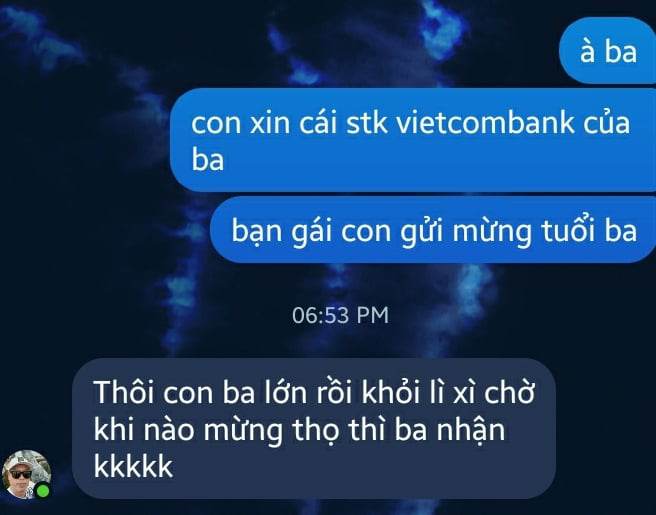 à ba
con xin cái stk vietcombank của
ba
bạn gái con gửi mừng tuổi ba
06:53 PM
Thôi con ba lớn rồi khỏi lì xì chờ
khi nào mừng thọ thì ba nhận
kkkkk